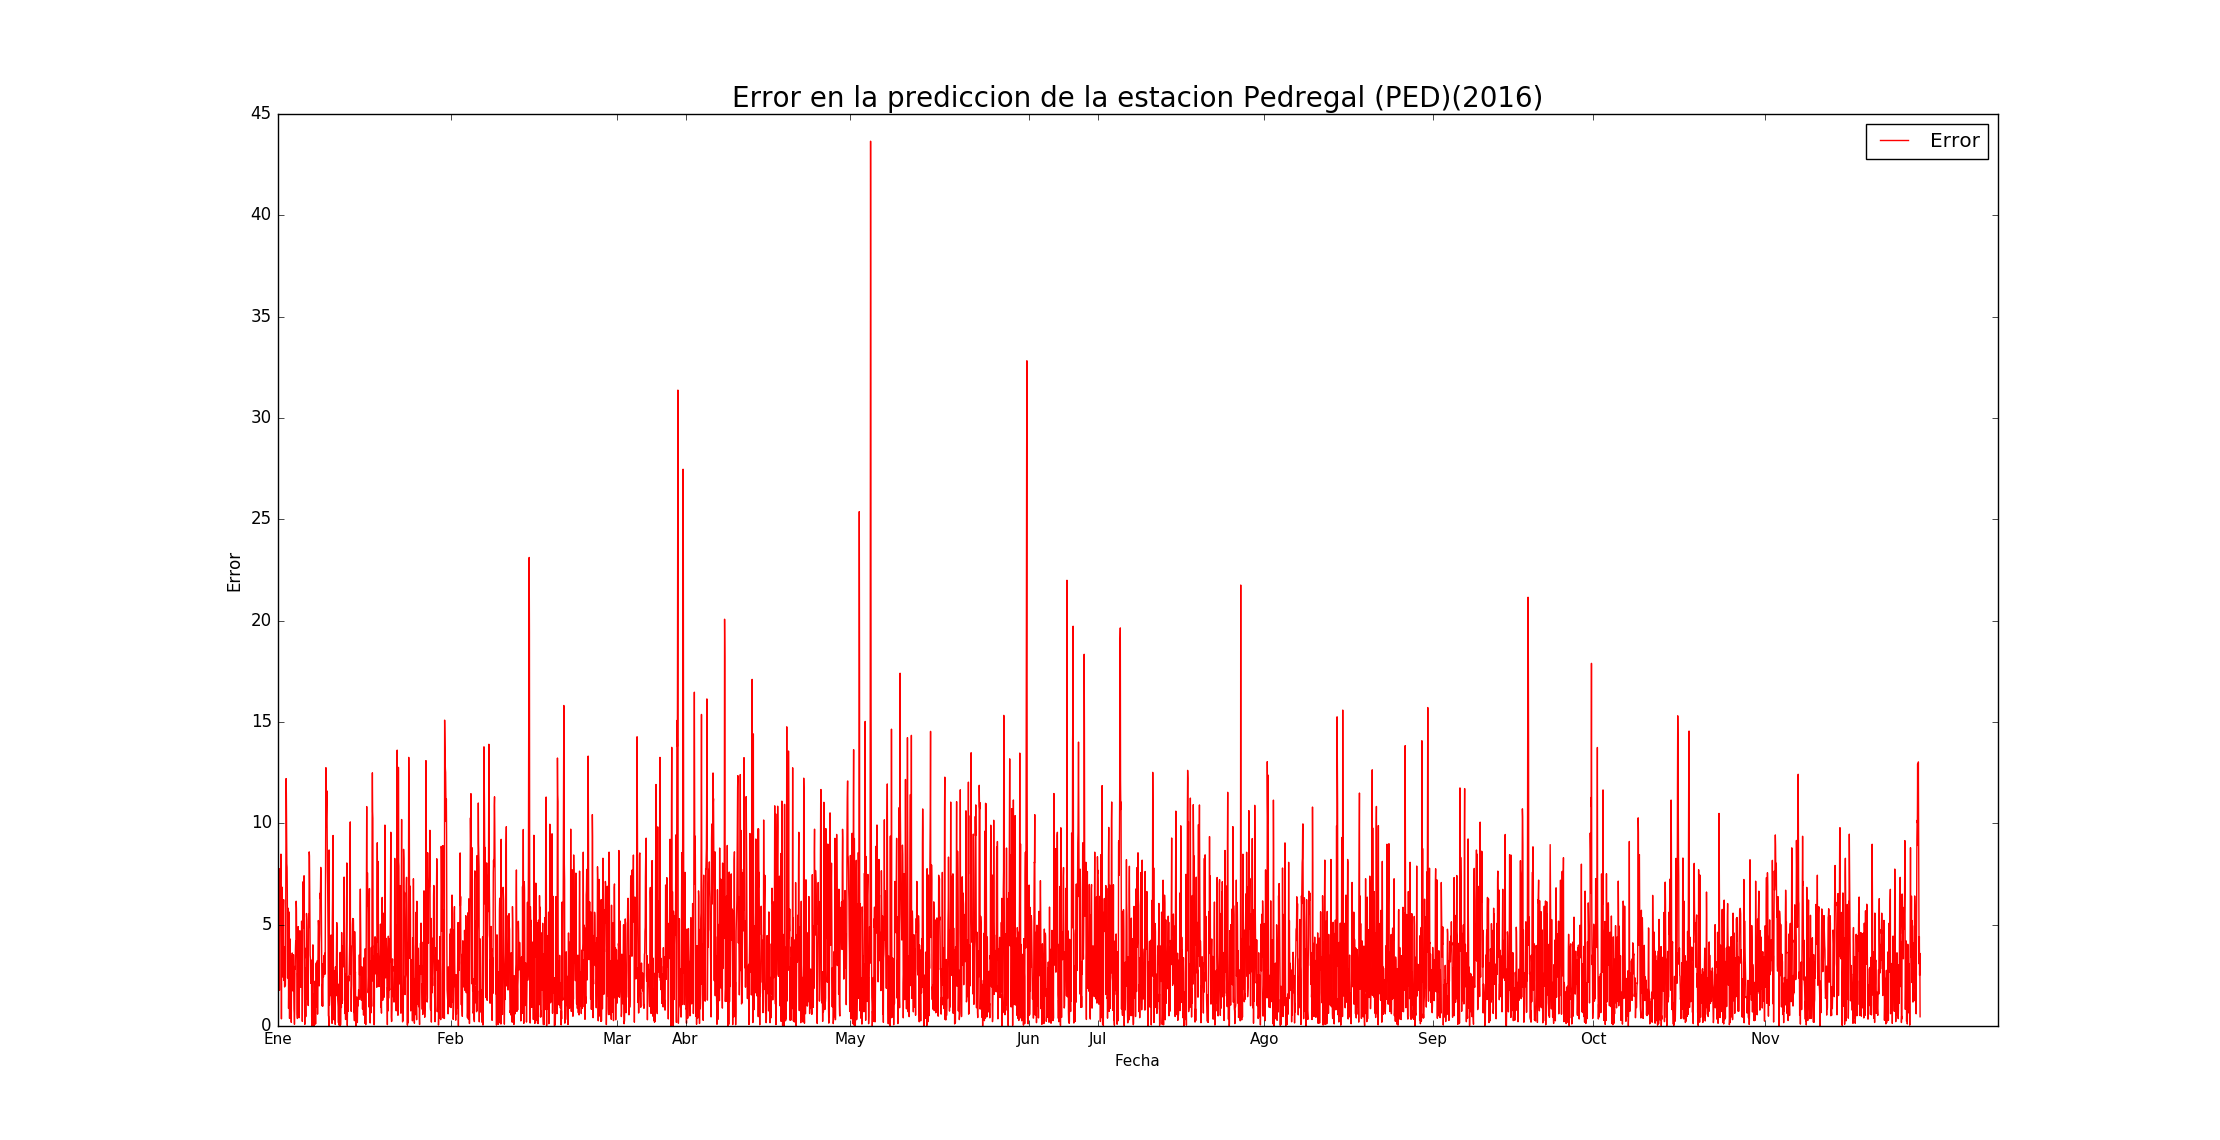 Error en la prediccion de la estacion Pedregal (PED)(2016)
Error
45
40
35
30
25
20
15
10
5
0
Error
Ene Feb Mar Abr May Jun Jul Ago Sep Oct Nov
Fecha